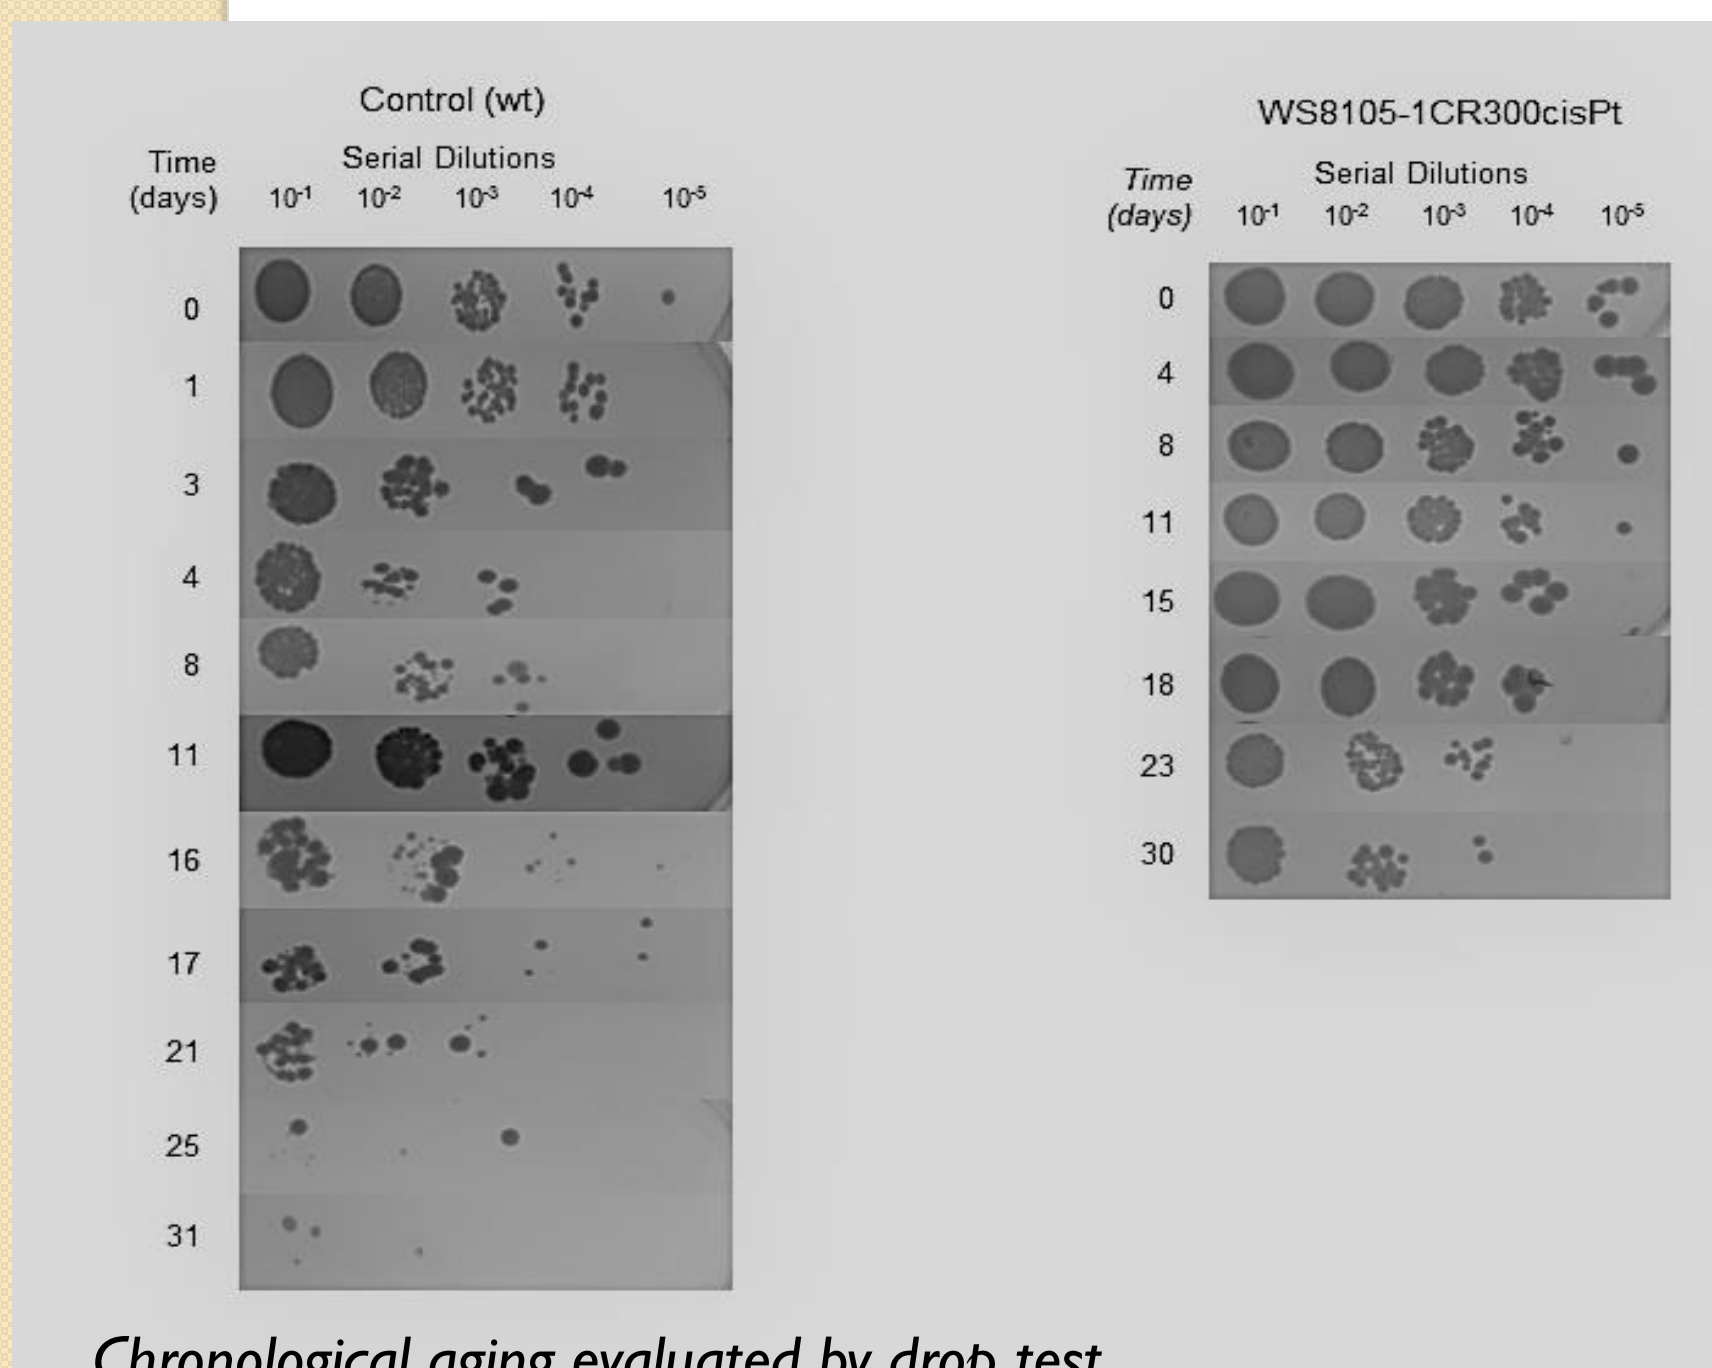 Control (wt)
Time
(days)
Serial Dilutions
10-1 10-2 10-3 10-4 10-5
0
1
3
4
8
11
16
17
21
25
31
WS8105-1CR300cisPt
Time
(days)
Serial Dilutions
10-1 10-2 10-3 10-4 10-5
0
4
8
11
15
18
23
30
Chronological aging evaluated by drop test